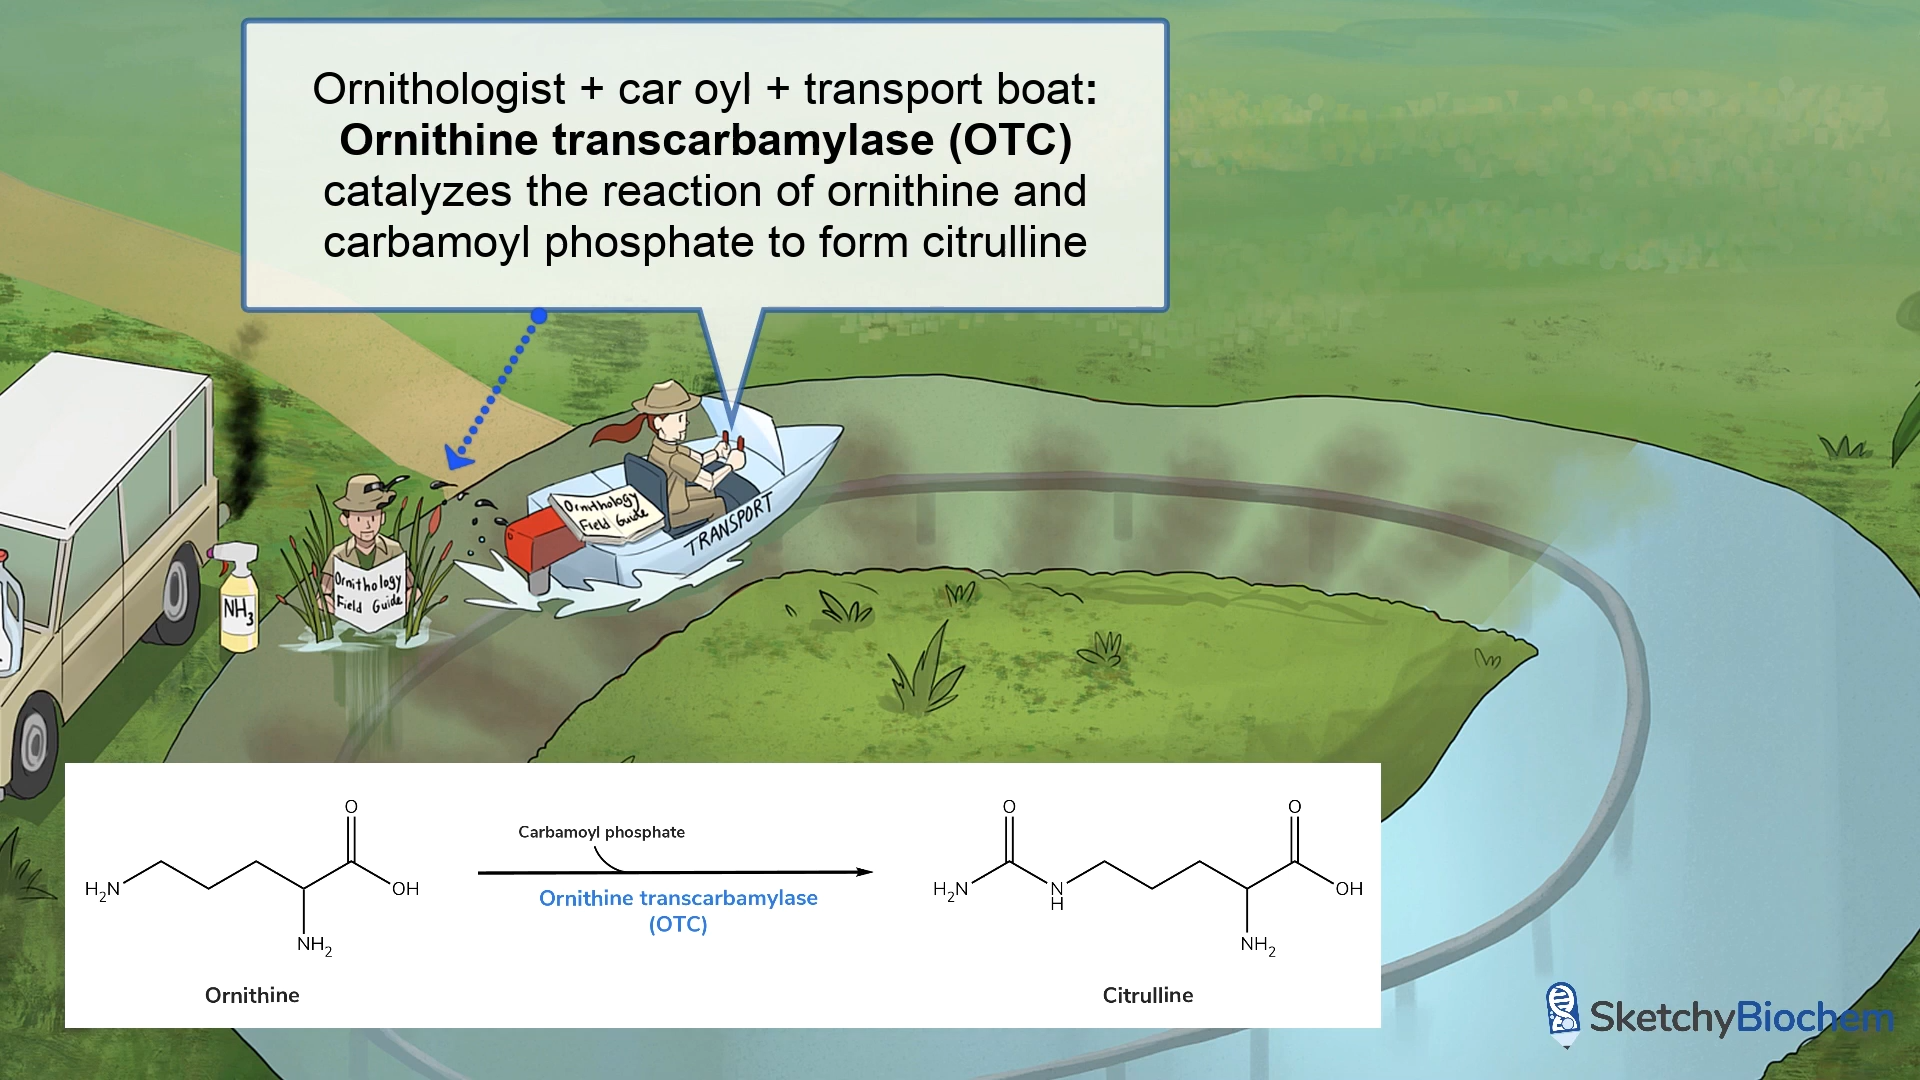 Ornithologist + car oyl + transport boat:
Ornithine transcarbamylase (OTC)
catalyzes the reaction of ornithine and
carbamoyl phosphate to form citrulline
Ornithology
Field Guide
TRANSPORT
NH3
Ornithology
Field Guide
O
H2N
OH
NH2
Ornithine
Carbamoyl phosphate
Ornithine transcarbamylase
(OTC)
O
O
H2N
N
H
OH
NH2
Citrulline
SketchyBiochem